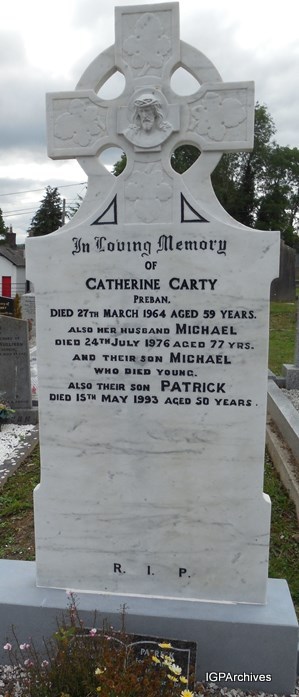 In Loving Memory
OF
CATHERINE CARTY
PREBAN.
DIED 27TH MARCH 1964 AGED 59 YEARS.
ALSO HER HUSBAND MICHAEL
DIED 24TH JULY 1976 AGED 77 YRS.
AND THEIR SON MICHAEL
WHO DIED YOUNG.
ALSO THEIR SON PATRICK
DIED 15TH MAY 1993 AGED 50 YEARS.
R. I. P.
PATRICK
IGPArchives